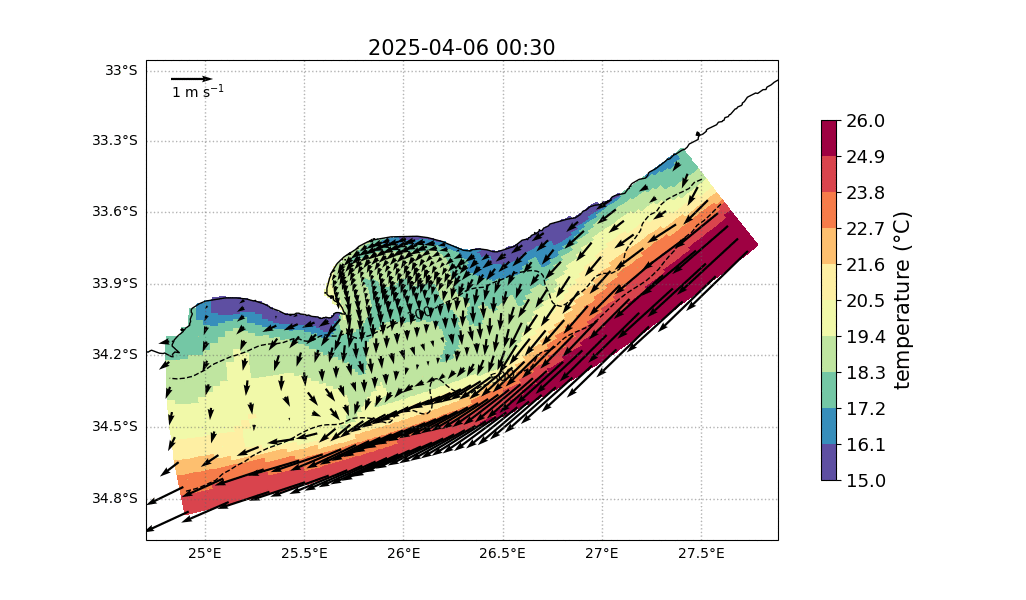 2025-04-06 00:30
1 m s⁻¹
33°S
33.3°S
33.6°S
33.9°S
34.2°S
34.5°S
34.8°S
25°E
25.5°E
26°E
26.5°E
27°E
27.5°E
26.0
24.9
23.8
22.7
21.6
20.5
19.4
18.3
17.2
16.1
15.0
temperature (°C)